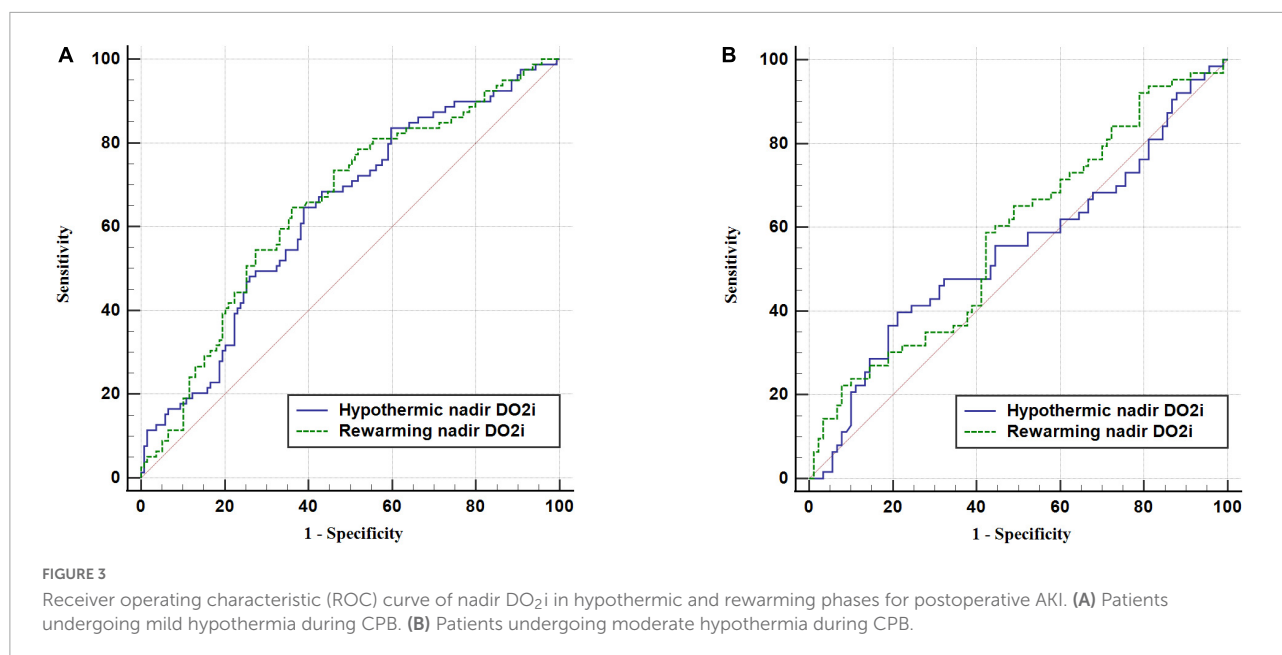 A
100
80
60
40
20
0
Sensitivity
0 20 40 60 80 100
1 - Specificity
Hypothermic nadir DO2i
Rewarming nadir DO2i
B
100
80
60
40
20
0
Sensitivity
0 20 40 60 80 100
1 - Specificity
Hypothermic nadir DO2i
Rewarming nadir DO2i
FIGURE 3
Receiver operating characteristic (ROC) curve of nadir DO₂i in hypothermic and rewarming phases for postoperative AKI. (A) Patients
undergoing mild hypothermia during CPB. (B) Patients undergoing moderate hypothermia during CPB.